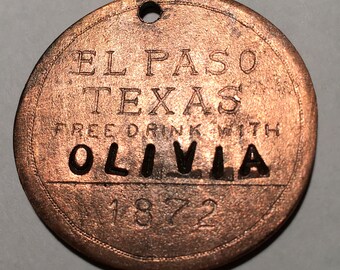 EL PASO
TEXAS
FREE DRINK WITH
OLIVIA
1872